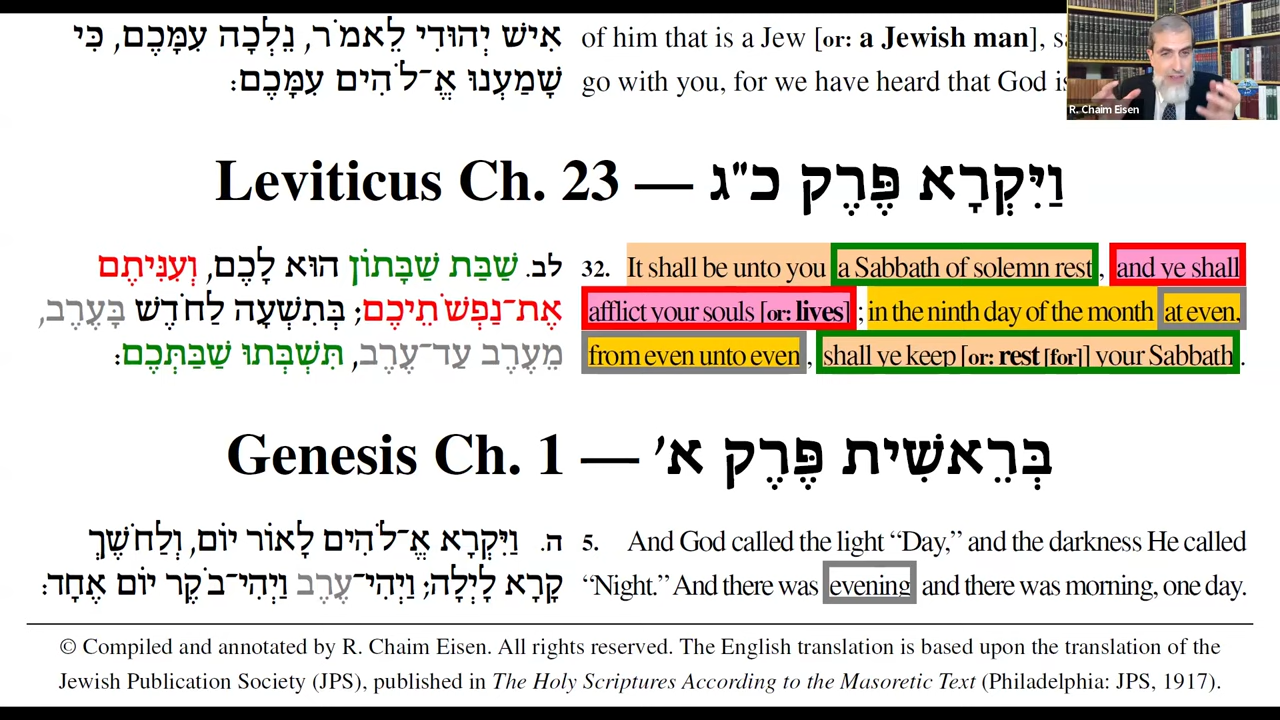 אִישׁ יְהוּדִי לֵאמֹר, נֵלְכָה עִמָּכֶם, כִּי
שָׁמַעְנוּ אֱ־לֹהִים עִמָּכֶם:
of him that is a Jew [or: a Jewish man],
go with you, for we have heard that God
R. Chaim Eisen
Leviticus Ch. 23 — וַיִּקְרָא פֶּרֶק כ"ג
לב. שַׁבַּת שַׁבָּתוֹן הוּא לָכֶם, וְעִנִּיתֶם
אֶת־נַפְשֹׁתֵיכֶם; בְּתִשְׁעָה לַחֹדֶשׁ בָּעֶרֶב,
מֵעֶרֶב עַד־עֶרֶב, תִּשְׁבְּתוּ שַׁבַּתְּכֶם:
32. It shall be unto you a Sabbath of solemn rest, and ye shall
afflict your souls [or: lives]; in the ninth day of the month at even,
from even unto even, shall ye keep [or: rest [for]] your Sabbath.
Genesis Ch. 1 — בְּרֵאשִׁית פֶּרֶק א'
ה. וַיִּקְרָא אֱ־לֹהִים לָאוֹר יוֹם, וְלַחֹשֶׁךְ
קָרָא לָיְלָה; וַיְהִי־עֶרֶב וַיְהִי־בֹקֶר יוֹם אֶחָד:
5. And God called the light “Day,” and the darkness He called
“Night.” And there was evening and there was morning, one day.
© Compiled and annotated by R. Chaim Eisen. All rights reserved. The English translation is based upon the translation of the
Jewish Publication Society (JPS), published in The Holy Scriptures According to the Masoretic Text (Philadelphia: JPS, 1917).